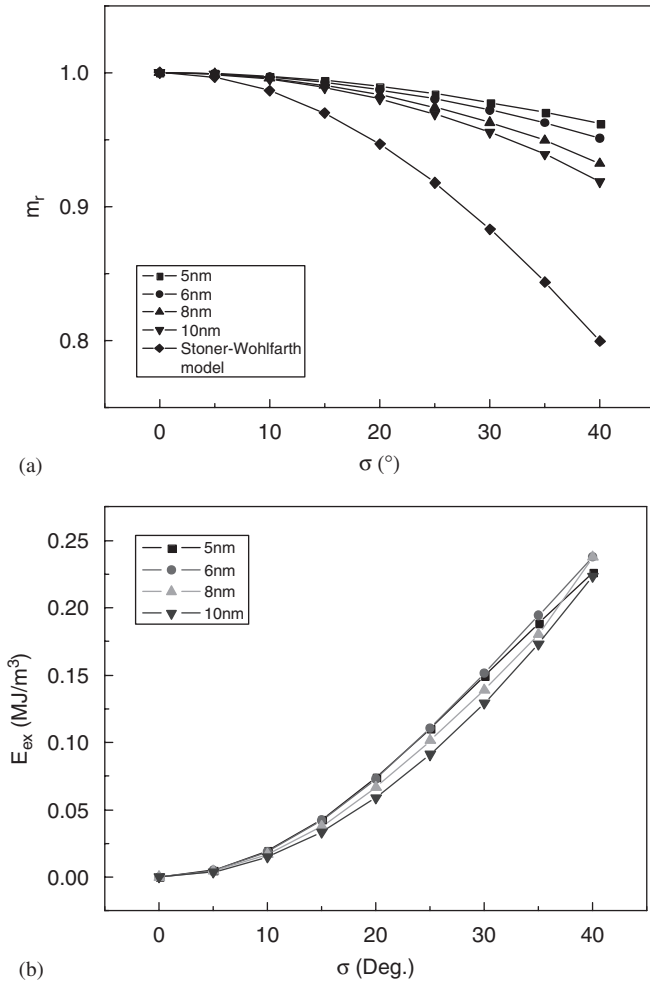 1.0
0.9
0.8
m_r
5nm
6nm
8nm
10nm
Stoner-Wohlfarth
model
0 10 20 30 40
(a)
σ (°)
0.25
0.20
0.15
0.10
0.05
0.00
E_ex (MJ/m³)
5nm
6nm
8nm
10nm
0 10 20 30 40
(b)
σ (Deg.)